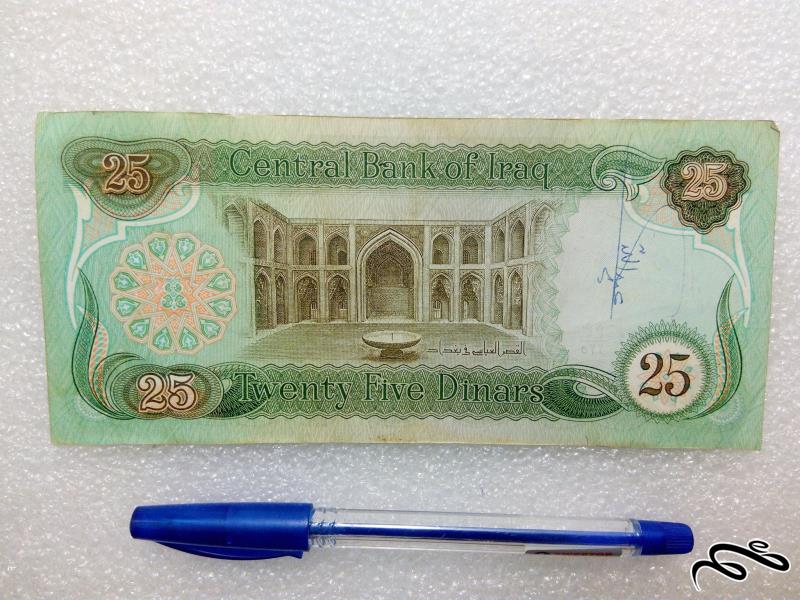 25 Central Bank of Iraq 25
القصر العباسي في بغداد
25 Twenty Five Dinars 25